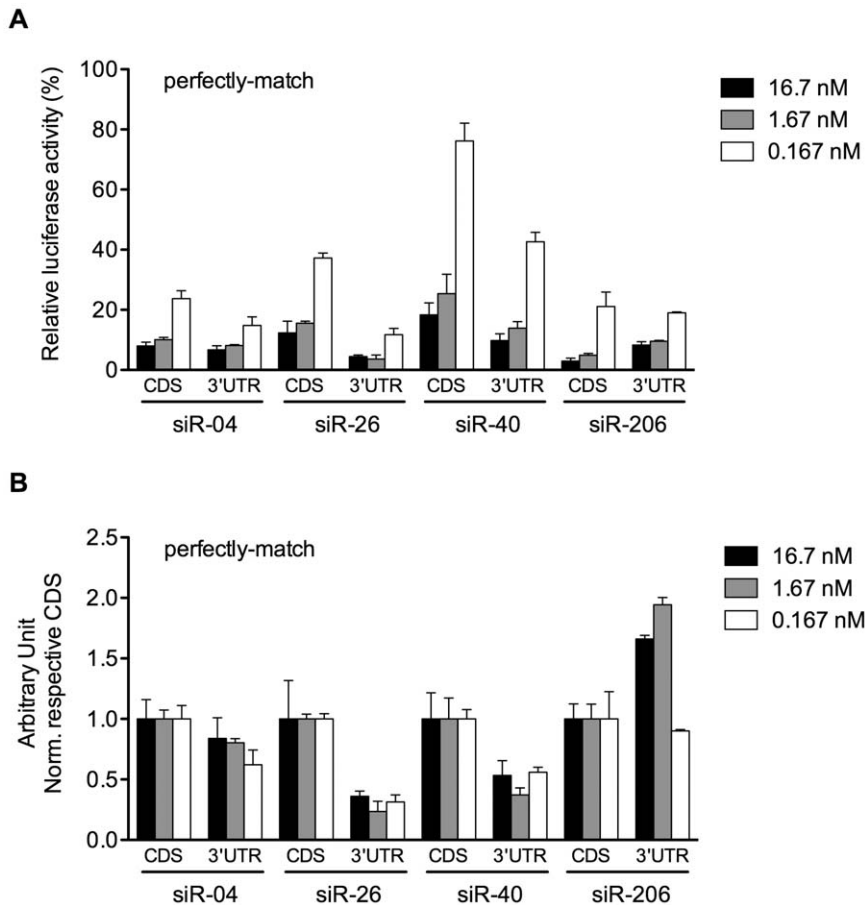 A
perfectly-match
Relative luciferase activity (%)
100
80
60
40
20
0
16.7 nM
1.67 nM
0.167 nM
CDS 3'UTR CDS 3'UTR CDS 3'UTR CDS 3'UTR
siR-04 siR-26 siR-40 siR-206
B
perfectly-match
Arbitrary Unit
Norm. respective CDS
2.5
2.0
1.5
1.0
0.5
0.0
16.7 nM
1.67 nM
0.167 nM
CDS 3'UTR CDS 3'UTR CDS 3'UTR CDS 3'UTR
siR-04 siR-26 siR-40 siR-206